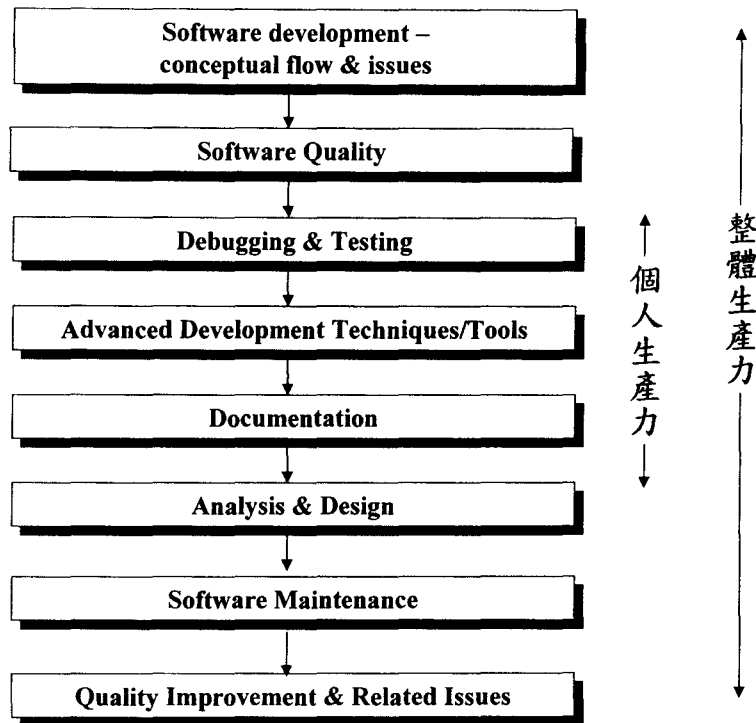 Software development –
conceptual flow & issues
Software Quality
Debugging & Testing
Advanced Development Techniques/Tools
Documentation
Analysis & Design
Software Maintenance
Quality Improvement & Related Issues
個人生產力
整體生產力